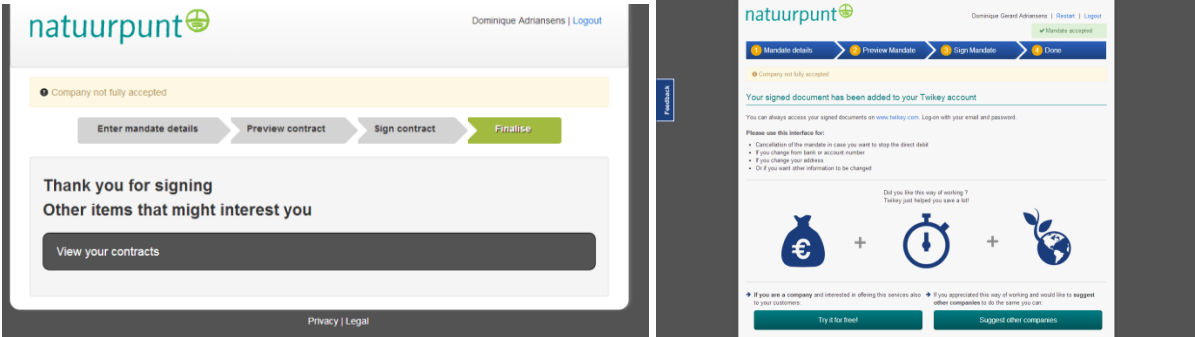 natuurpunt
Dominique Adriansens | Logout
Company not fully accepted
Enter mandate details
Preview contract
Sign contract
Finalise
Thank you for signing
Other items that might interest you
View your contracts
Privacy | Legal
natuurpunt
Dominique Gerard Adriansens | Restart | Logout
Mandate accepted
1 Mandate details
2 Preview Mandate
3 Sign Mandate
4 Done
Company not fully accepted
Feedback
Your signed document has been added to your Twikey account
You can always access your signed documents on www.twikey.com. Log-on with your email and password.
Please use this interface for:
Cancellation of the mandate in case you want to stop the direct debit
If you change from bank or account number
If you change your address
Or if you want other information to be changed
Did you like this way of working ?
Twikey just helped you save a lot!
€ + +
If you are a company and interested in offering this services also
to your customers:
If you appreciated this way of working and would like to suggest
other companies to do the same you can:
Try it for free!
Suggest other companies